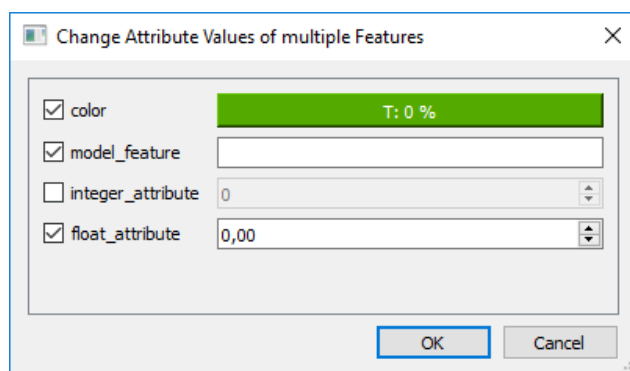 Change Attribute Values of multiple Features
color T: 0 %
model_feature
integer_attribute 0
float_attribute 0,00
OK Cancel